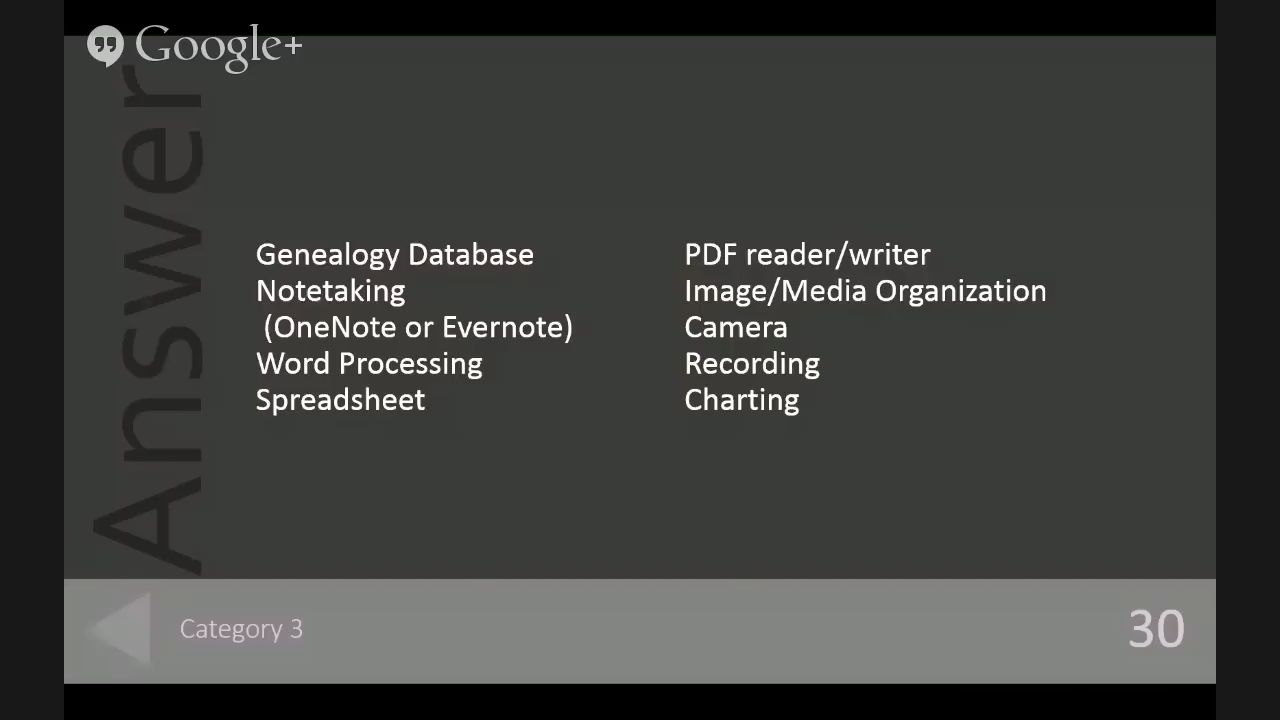 Google+
Answer
Genealogy Database
Notetaking
(OneNote or Evernote)
Word Processing
Spreadsheet
PDF reader/writer
Image/Media Organization
Camera
Recording
Charting
Category 3
30